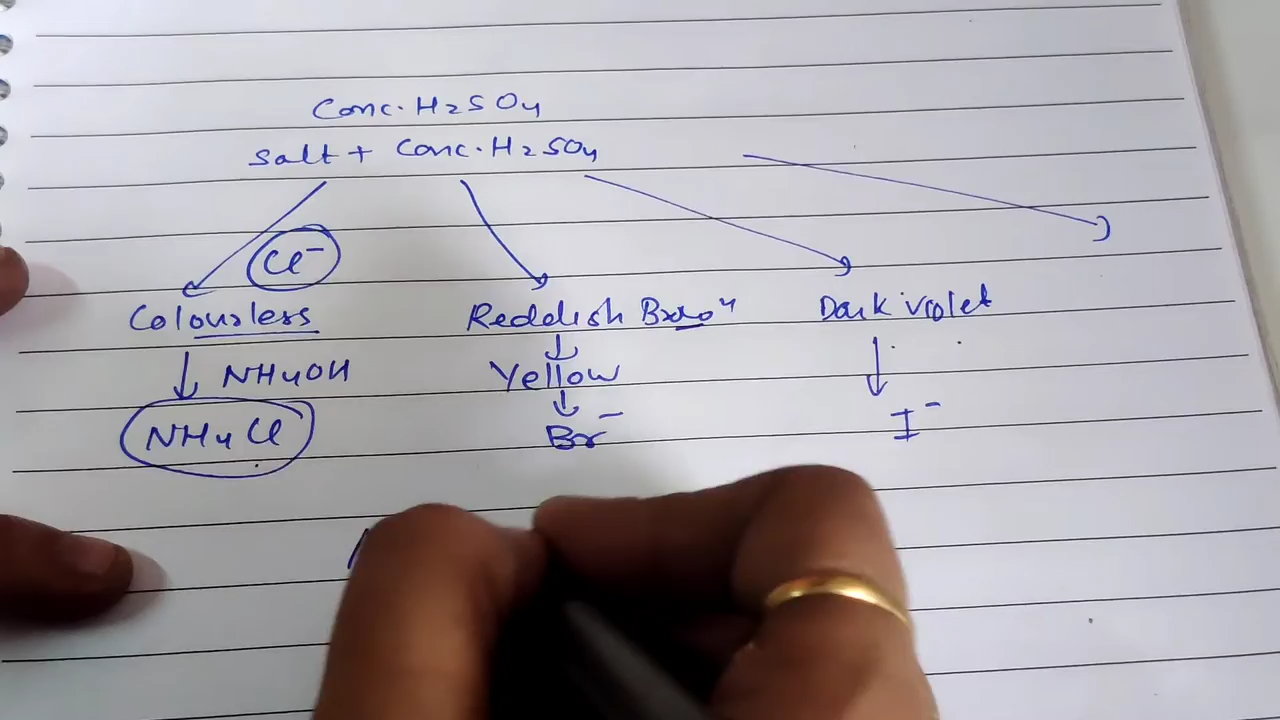 Conc. H2SO4
Salt + Conc. H2SO4
Cl⁻
Colourless Reddish Brown Dark violet
↓ NH4OH ↓ Yellow ↓
NH4Cl ↓ Br⁻ I⁻